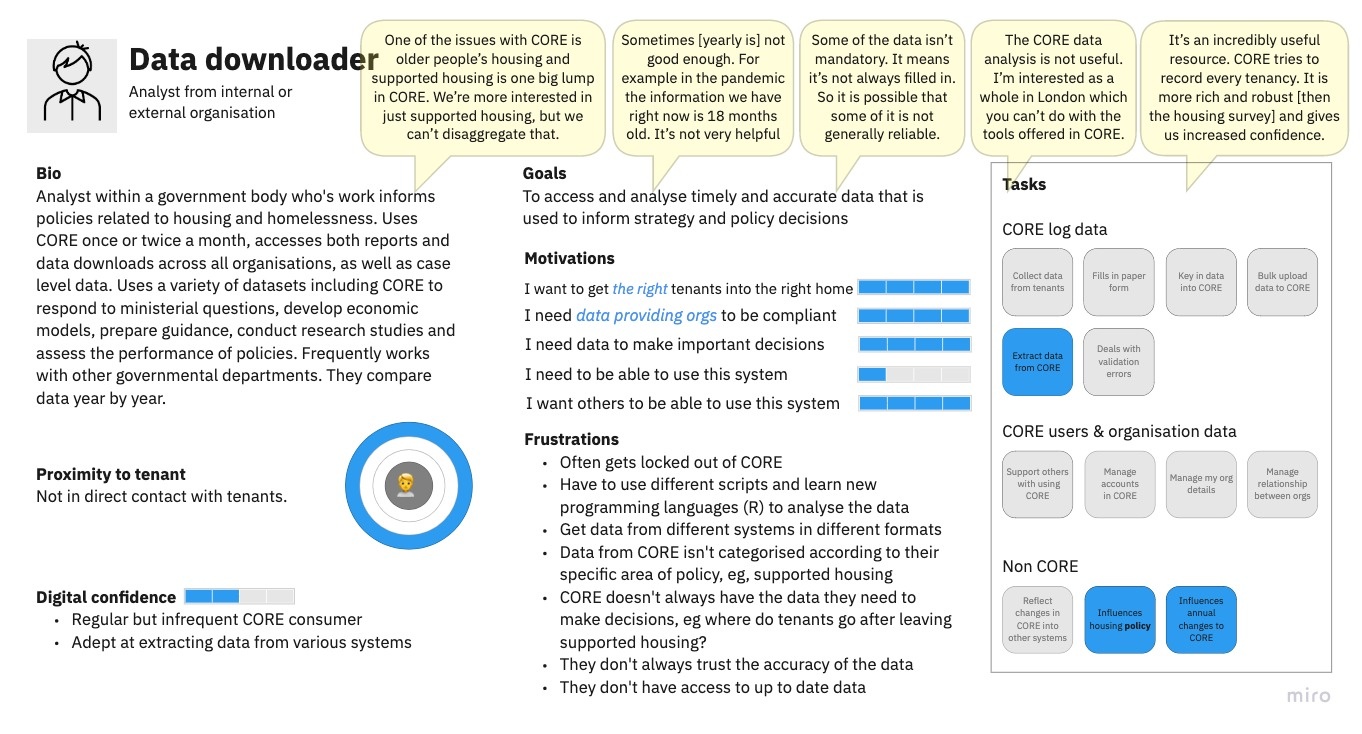 Data downloader
Analyst from internal or
external organisation
One of the issues with CORE is
older people’s housing and
supported housing is one big lump
in CORE. We’re more interested in
just supported housing, but we
can’t disaggregate that.
Sometimes [yearly is] not
good enough. For
example in the pandemic
the information we have
right now is 18 months
old. It’s not very helpful
Some of the data isn’t
mandatory. It means
it’s not always filled in.
So it is possible that
some of it is not
generally reliable.
The CORE data
analysis is not useful.
I’m interested as a
whole in London which
you can’t do with the
tools offered in CORE.
It’s an incredibly useful
resource. CORE tries to
record every tenancy. It is
more rich and robust [then
the housing survey] and gives
us increased confidence.
Bio
Analyst within a government body who's work informs
policies related to housing and homelessness. Uses
CORE once or twice a month, accesses both reports and
data downloads across all organisations, as well as case
level data. Uses a variety of datasets including CORE to
respond to ministerial questions, develop economic
models, prepare guidance, conduct research studies and
assess the performance of policies. Frequently works
with other governmental departments. They compare
data year by year.
Proximity to tenant
Not in direct contact with tenants.
Digital confidence
• Regular but infrequent CORE consumer
• Adept at extracting data from various systems
Goals
To access and analyse timely and accurate data that is
used to inform strategy and policy decisions
Motivations
I want to get the right tenants into the right home
I need data providing orgs to be compliant
I need data to make important decisions
I need to be able to use this system
I want others to be able to use this system
Frustrations
• Often gets locked out of CORE
• Have to use different scripts and learn new
programming languages (R) to analyse the data
• Get data from different systems in different formats
• Data from CORE isn't categorised according to their
specific area of policy, eg, supported housing
• CORE doesn't always have the data they need to
make decisions, eg where do tenants go after leaving
supported housing?
• They don't always trust the accuracy of the data
• They don't have access to up to date data
Tasks
CORE log data
Collect data
from tenants
Fills in paper
form
Key in data
into CORE
Bulk upload
data to CORE
Extract data
from CORE
Deals with
validation
errors
CORE users & organisation data
Support others
with using
CORE
Manage
accounts
in CORE
Manage my org
details
Manage
relationship
between orgs
Non CORE
Reflect
changes in
CORE into
other systems
Influences
housing policy
Influences
annual
changes to
CORE
miro